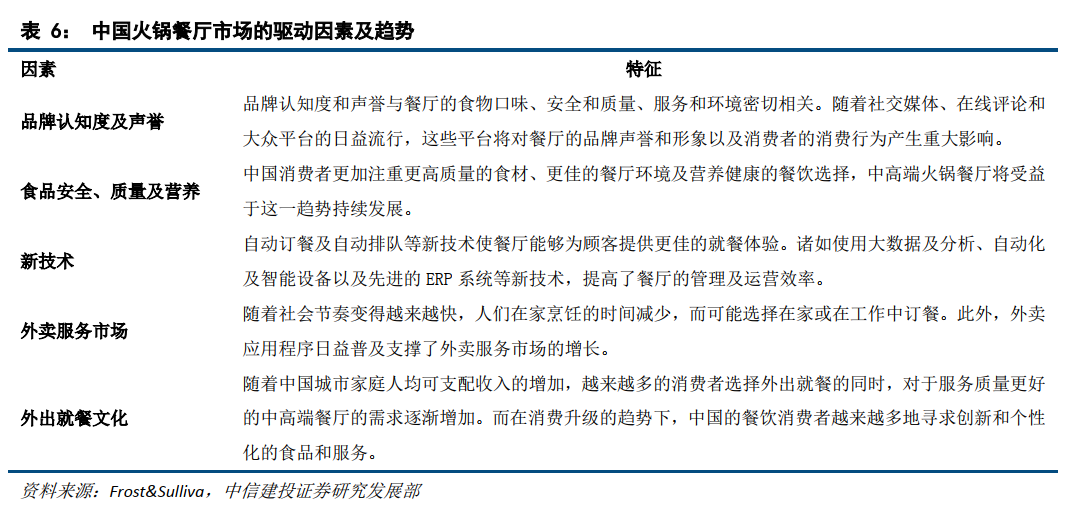 表 6： 中国火锅餐厅市场的驱动因素及趋势
因素 特征
品牌认知度及声誉
品牌认知度和声誉与餐厅的食物口味、安全和质量、服务和环境密切相关。随着社交媒体、在线评论和
大众平台的日益流行，这些平台将对餐厅的品牌声誉和形象以及消费者的消费行为产生重大影响。
食品安全、质量及营养
中国消费者更加注重更高质量的食材、更佳的餐厅环境及营养健康的餐饮选择，中高端火锅餐厅将受益
于这一趋势持续发展。
新技术
自动订餐及自动排队等新技术使餐厅能够为顾客提供更佳的就餐体验。诸如使用大数据及分析、自动化
及智能设备以及先进的 ERP 系统等新技术，提高了餐厅的管理及运营效率。
外卖服务市场
随着社会节奏变得越来越快，人们在家烹饪的时间减少，而可能选择在家或在工作中订餐。此外，外卖
应用程序日益普及支撑了外卖服务市场的增长。
外出就餐文化
随着中国城市家庭人均可支配收入的增加，越来越多的消费者选择外出就餐的同时，对于服务质量更好
的中高端餐厅的需求逐渐增加。而在消费升级的趋势下，中国的餐饮消费者越来越多地寻求创新和个性
化的食品和服务。
资料来源：Frost&Sulliva，中信建投证券研究发展部